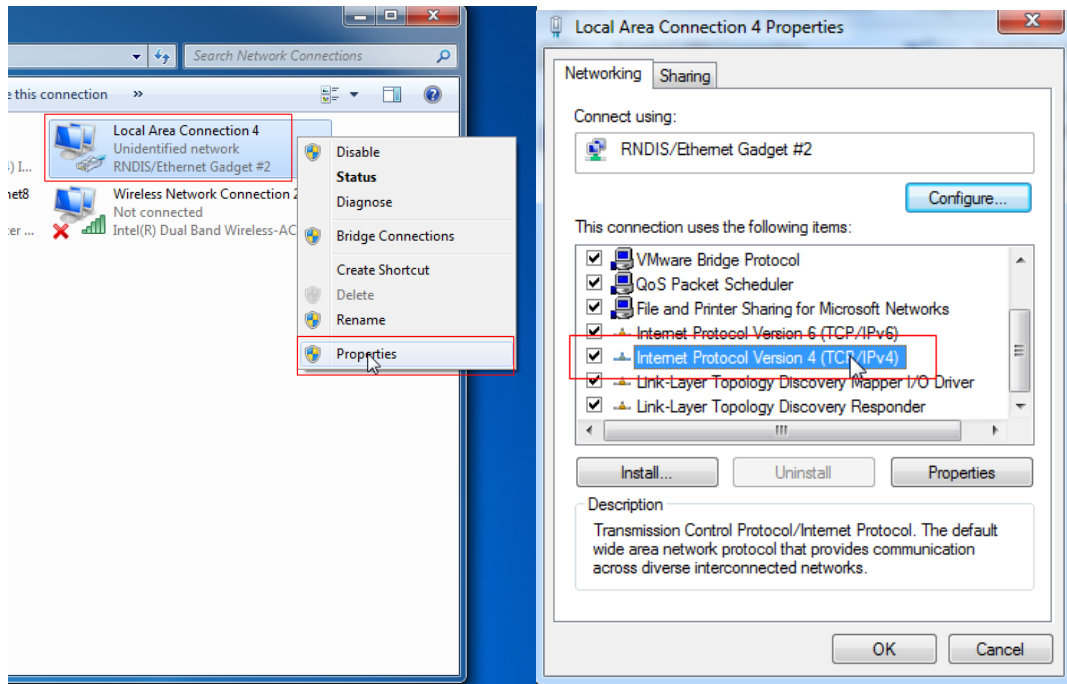 Search Network Connections
e this connection »
Local Area Connection 4
Unidentified network
RNDIS/Ethernet Gadget #2
) I...
net8
Wireless Network Connection 2
Not connected
Intel(R) Dual Band Wireless-AC
ter ...
Disable
Status
Diagnose
Bridge Connections
Create Shortcut
Delete
Rename
Properties
Local Area Connection 4 Properties
Networking
Sharing
Connect using:
RNDIS/Ethernet Gadget #2
Configure...
This connection uses the following items:
VMware Bridge Protocol
QoS Packet Scheduler
File and Printer Sharing for Microsoft Networks
Internet Protocol Version 6 (TCP/IPv6)
Internet Protocol Version 4 (TCP/IPv4)
Link-Layer Topology Discovery Mapper I/O Driver
Link-Layer Topology Discovery Responder
Install...
Uninstall
Properties
Description
Transmission Control Protocol/Internet Protocol. The default
wide area network protocol that provides communication
across diverse interconnected networks.
OK
Cancel